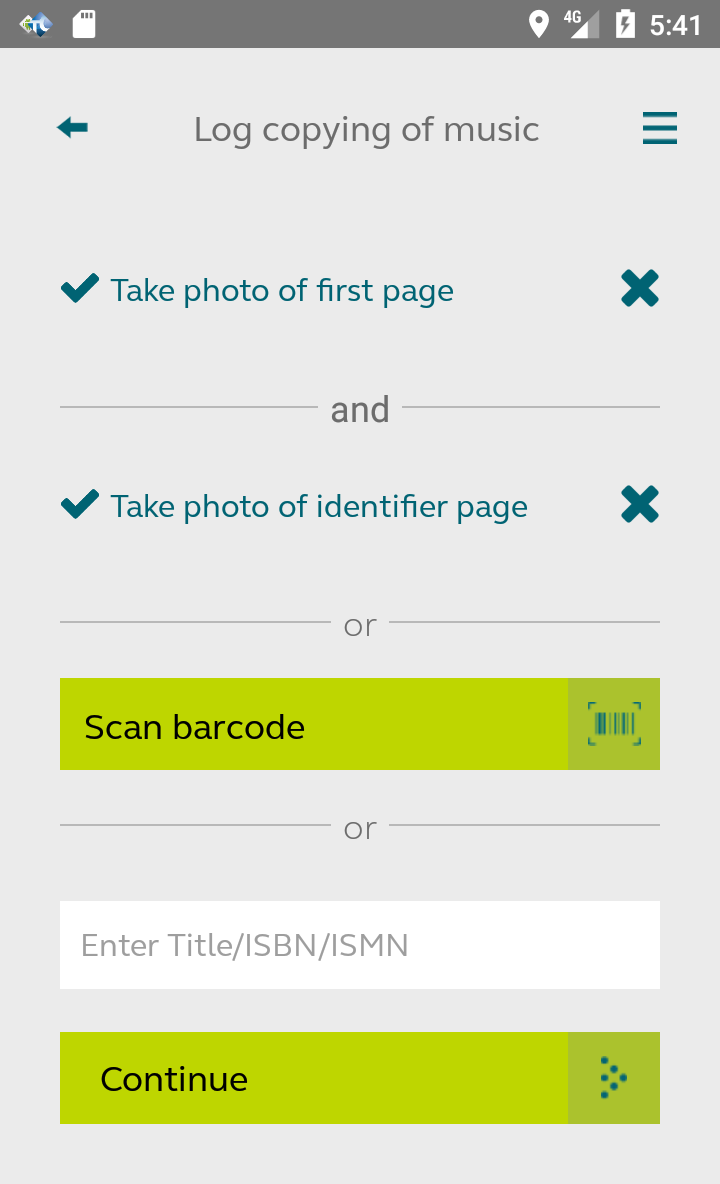 4G 5:41
Log copying of music
Take photo of first page
and
Take photo of identifier page
or
Scan barcode
or
Enter Title/ISBN/ISMN
Continue